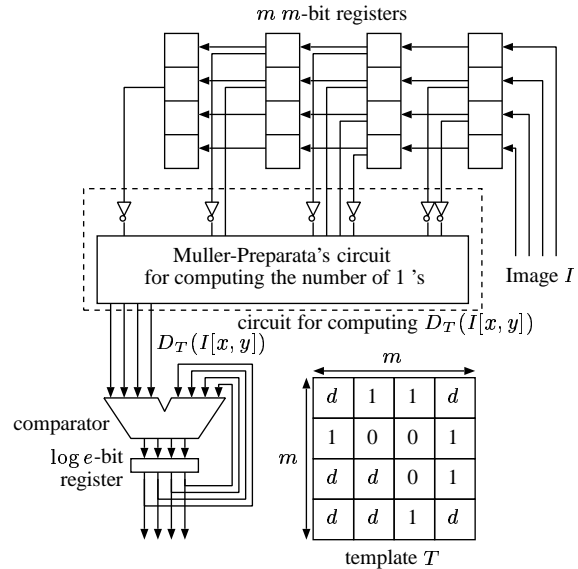 m m-bit registers
Muller-Preparata's circuit
for computing the number of 1 's
Image I
circuit for computing D_T(I[x, y])
D_T(I[x, y])
comparator
log e-bit
register
m
m
d 1 1 d
1 0 0 1
d d 0 1
d d 1 d
template T